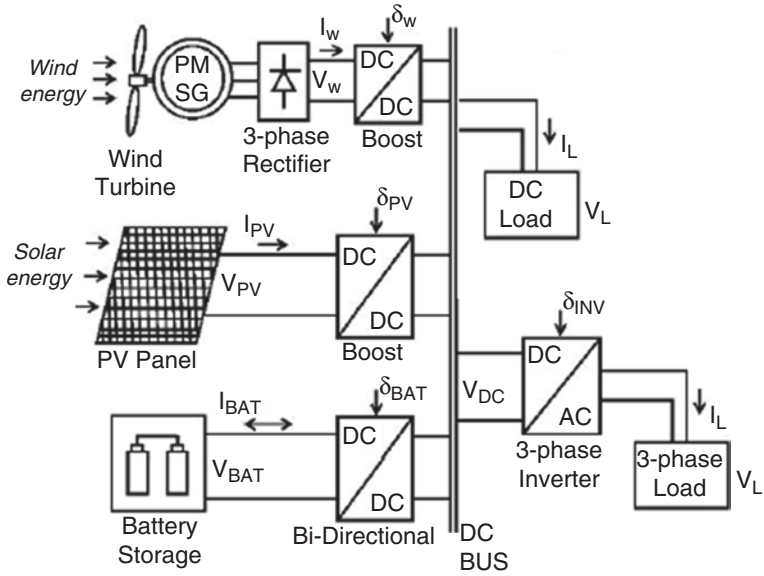 Wind
energy
PM
SG
I_W
V_W
3-phase
Rectifier
δ_W
DC
DC
Boost
Wind
Turbine
I_L
DC
Load
V_L
Solar
energy
I_PV
V_PV
PV Panel
δ_PV
DC
DC
Boost
δ_INV
V_DC
DC
AC
3-phase
Inverter
I_L
3-phase
Load
V_L
I_BAT
V_BAT
Battery
Storage
δ_BAT
DC
DC
Bi-Directional
DC
BUS